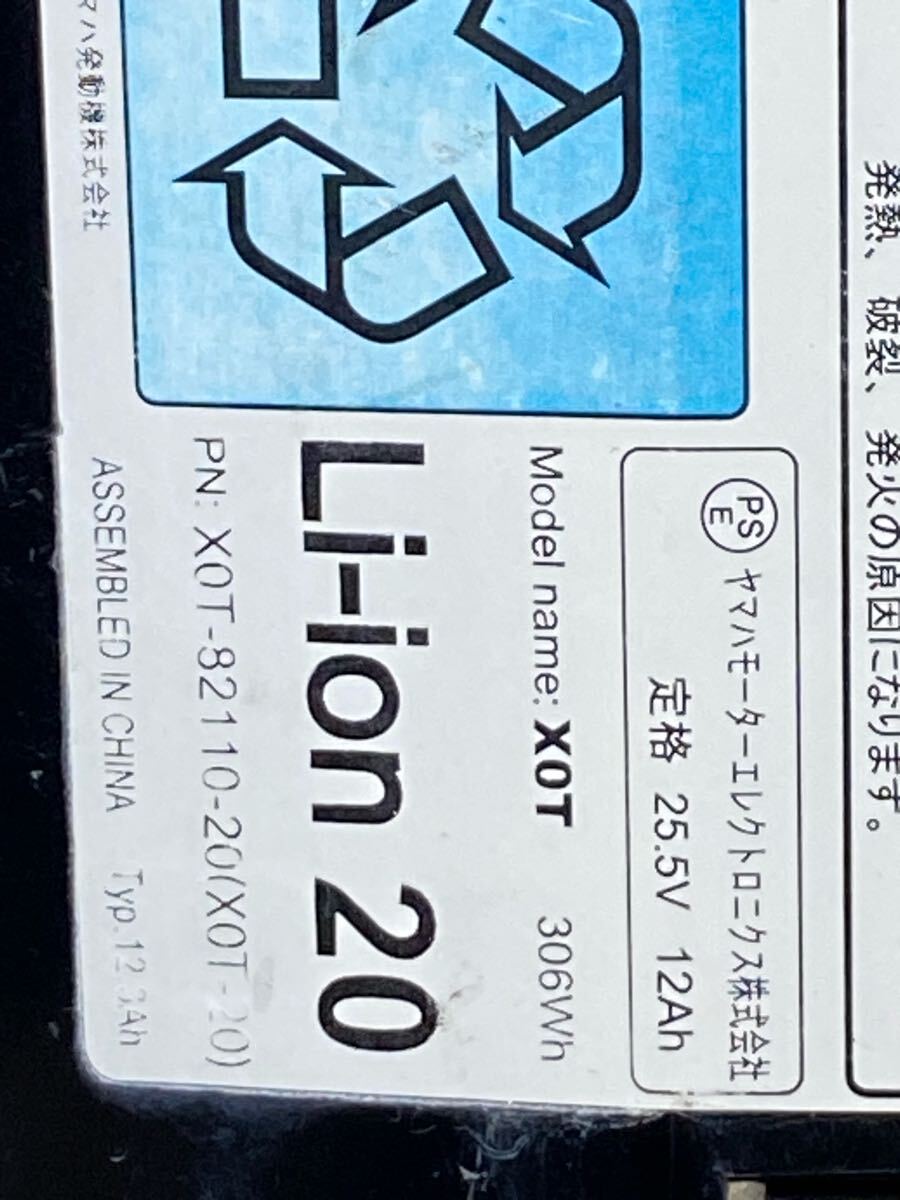 発熱、破裂、発火の原因になります。
PS
E
ヤマハモーターエレクトロニクス株式会社
定格 25.5V 12Ah
Model name: X0T 306Wh
Li-ion 20
PN: X0T-82110-20(X0T-20)
ASSEMBLED IN CHINA Typ.
マハ発動機株式会社